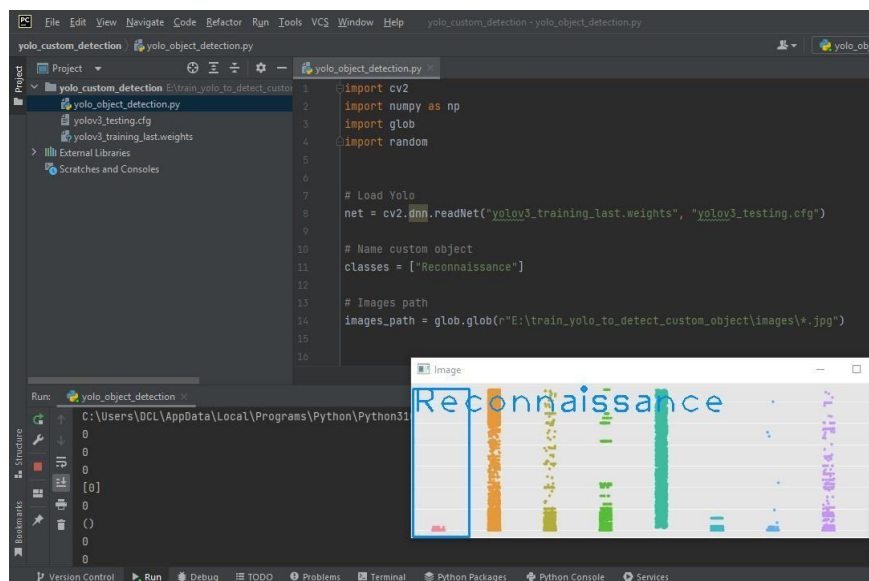 PC File Edit View Navigate Code Refactor Run Tools VCS Window Help yolo_custom_detection - yolo_object_detection.py
yolo_custom_detection yolo_object_detection.py
Project
yolo_object_detection.py
Project
yolo_custom_detection E:\train_yolo_to_detect_custor
yolo_object_detection.py
yolov3_testing.cfg
yolov3_training_last.weights
External Libraries
Scratches and Consoles
1 import cv2
2 import numpy as np
3 import glob
4 import random
5
6
7 # Load Yolo
8 net = cv2.dnn.readNet("yolov3_training_last.weights", "yolov3_testing.cfg")
9
10 # Name custom object
11 classes = ["Reconnaissance"]
12
13 # Images path
14 images_path = glob.glob(r"E:\train_yolo_to_detect_custom_object\images\*.jpg")
15
16
Image
Reconnaissance
Run: yolo_object_detection
C:\Users\DCL\AppData\Local\Programs\Python\Python31
0
0
0
[0]
0
()
0
0
Structure
Bookmarks
Version Control Run Debug TODO Problems Terminal Python Packages Python Console Services